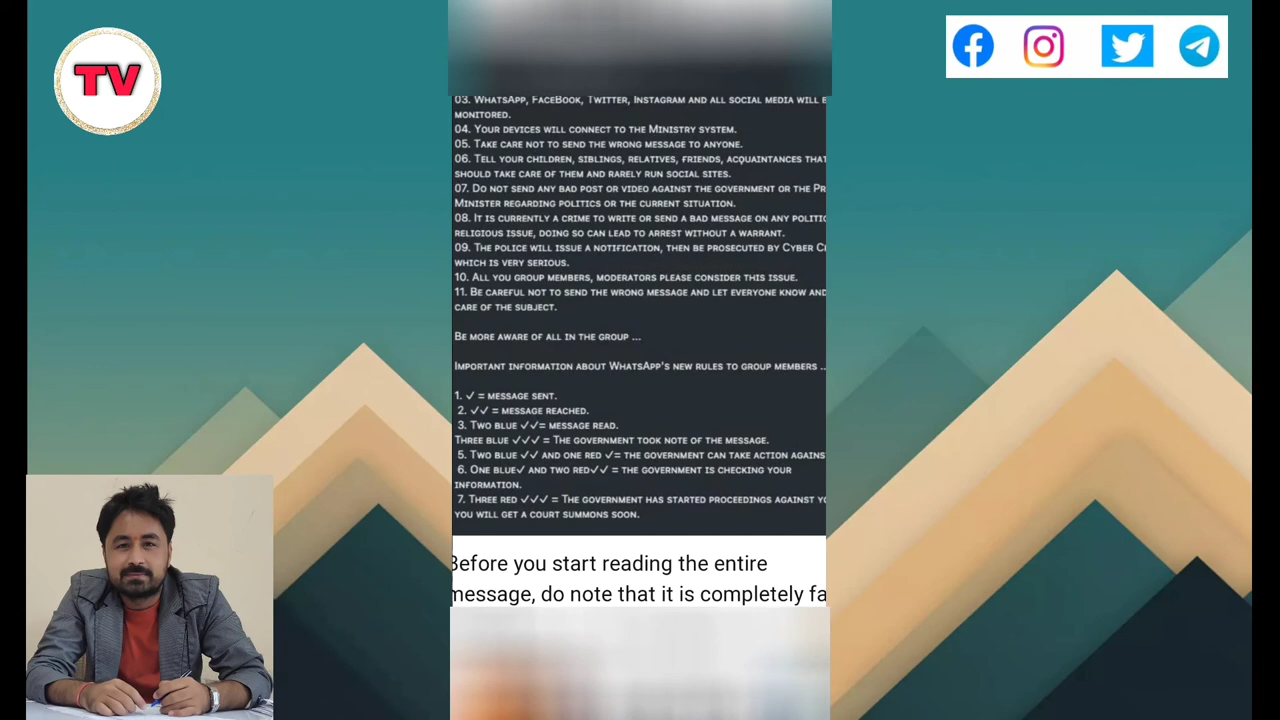 TV
03. WhatsApp, FaceBook, Twitter, Instagram and all social media will
monitored.
04. Your devices will connect to the Ministry system.
05. Take care not to send the wrong message to anyone.
06. Tell your children, siblings, relatives, friends, acquaintances that
should take care of them and rarely run social sites.
07. Do not send any bad post or video against the government or the Pr
Minister regarding politics or the current situation.
08. It is currently a crime to write or send a bad message on any politic
religious issue, doing so can lead to arrest without a warrant.
09. The police will issue a notification, then be prosecuted by Cyber C
which is very serious.
10. All you group members, moderators please consider this issue.
11. Be careful not to send the wrong message and let everyone know and
care of the subject.
Be more aware of all in the group ...
Important information about WhatsApp's new rules to group members ..
1. ✓ = message sent.
2. ✓✓ = message reached.
3. Two blue ✓✓= message read.
Three blue ✓✓✓ = The government took note of the message.
5. Two blue ✓✓ and one red ✓= the government can take action agains
6. One blue✓ and two red✓✓ = the government is checking your
information.
7. Three red ✓✓✓ = The government has started proceedings against y
you will get a court summons soon.
Before you start reading the entire
message, do note that it is completely fa